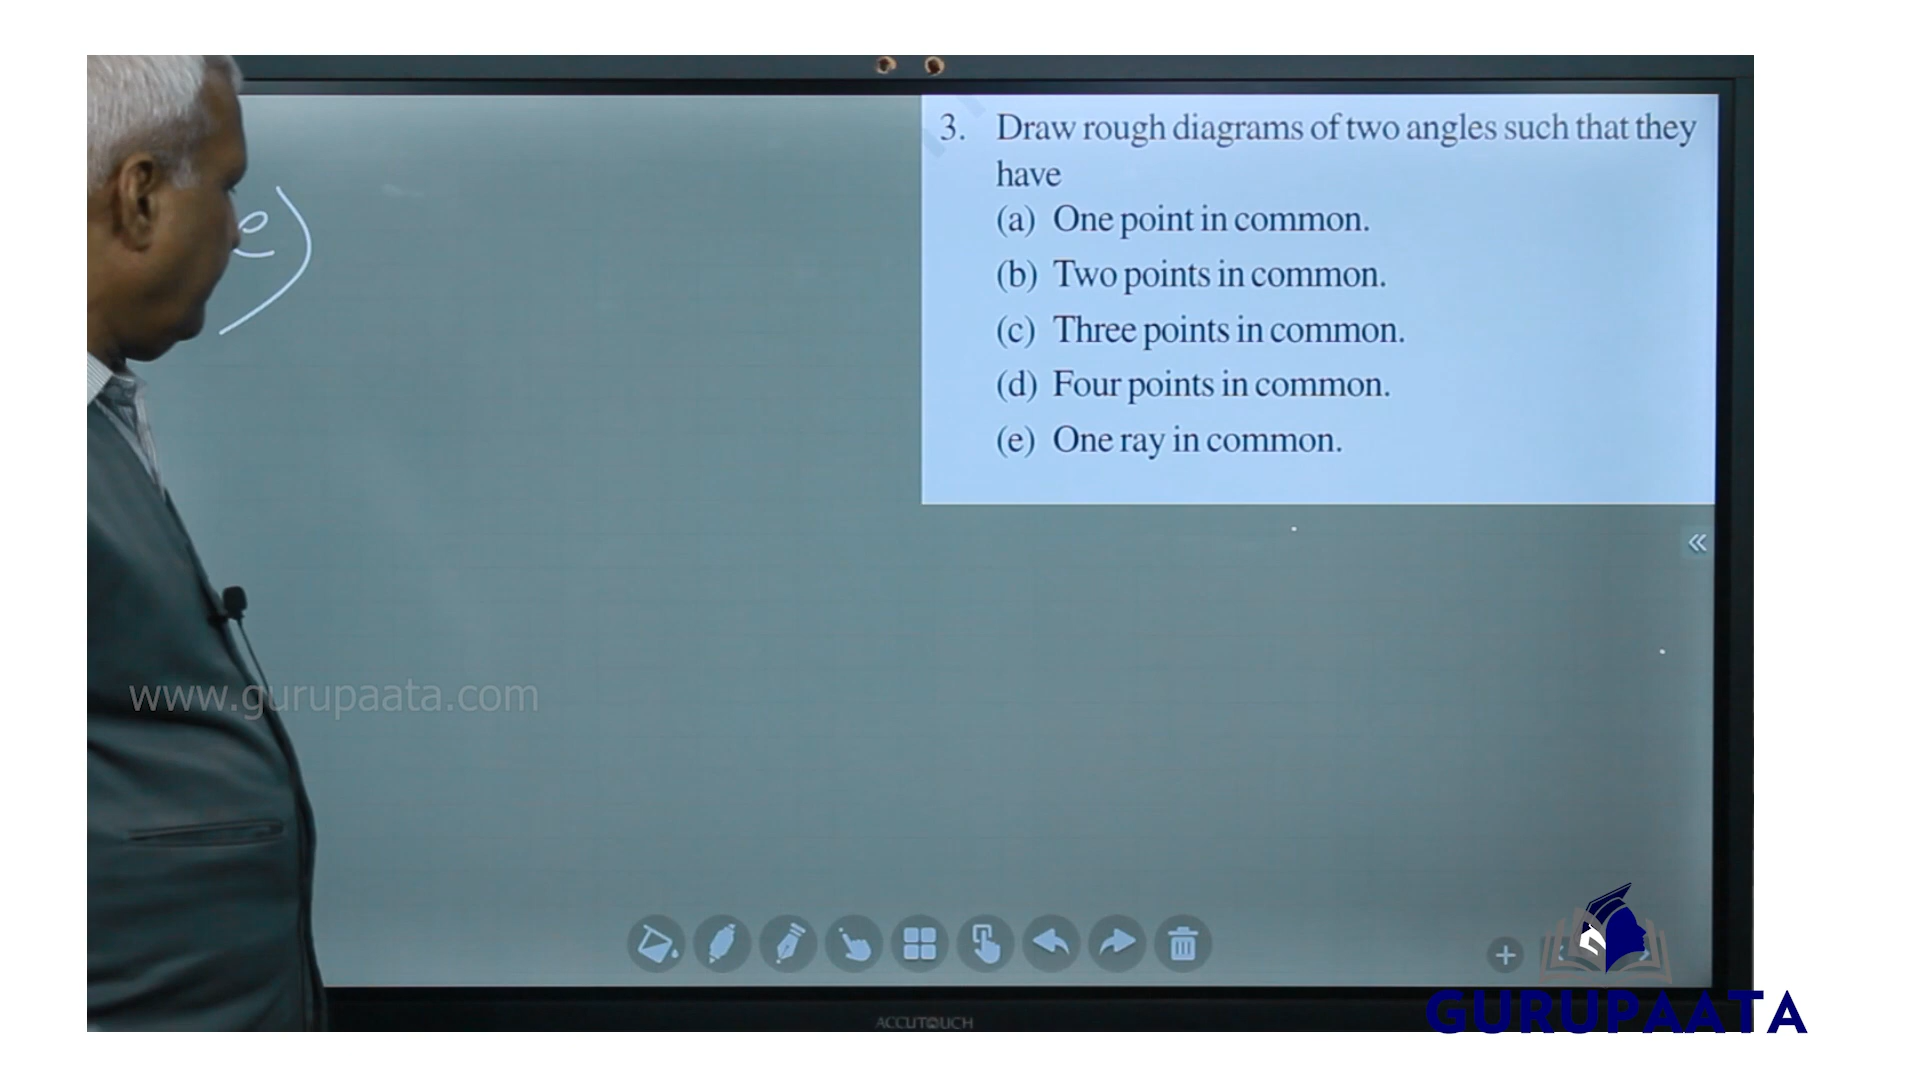 3. Draw rough diagrams of two angles such that they
have
(a) One point in common.
(b) Two points in common.
(c) Three points in common.
(d) Four points in common.
(e) One ray in common.
e)
www.gurupaata.com
ACCUTOUCH
GURUPAATA